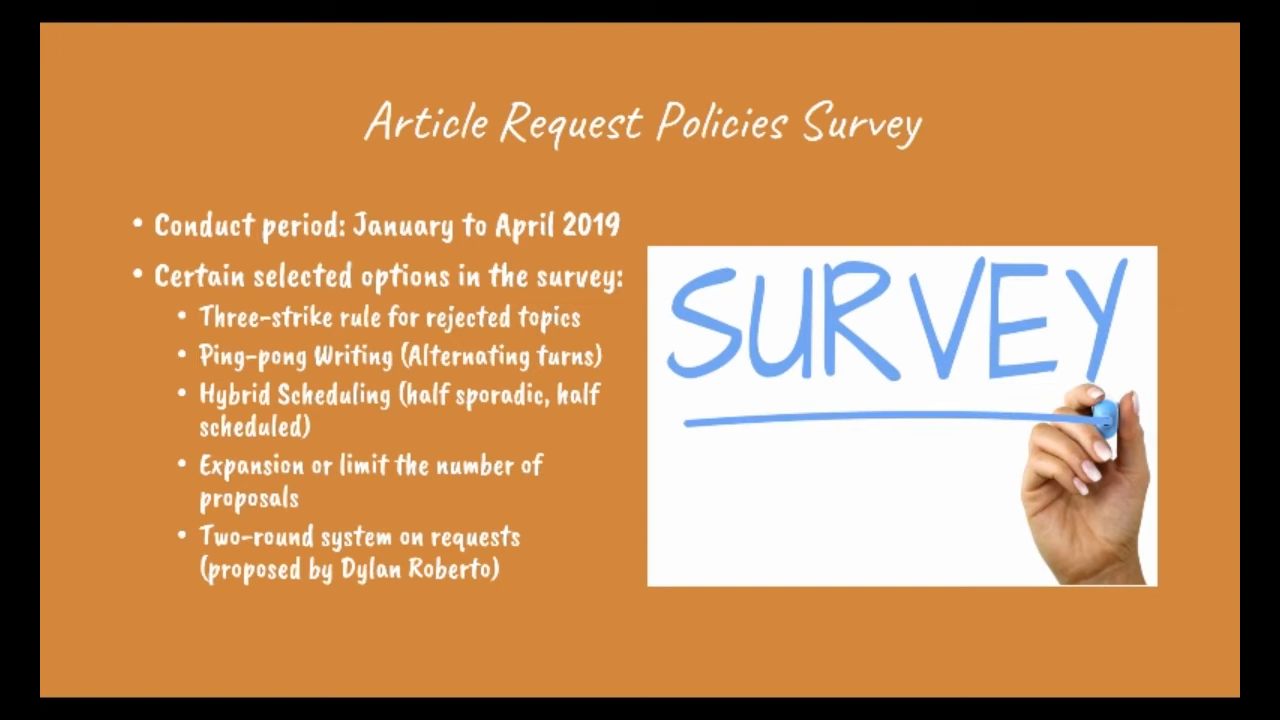 Article Request Policies Survey
• Conduct period: January to April 2019
• Certain selected options in the survey:
• Three-strike rule for rejected topics
• Ping-pong Writing (Alternating turns)
• Hybrid Scheduling (half sporadic, half
scheduled)
• Expansion or limit the number of
proposals
• Two-round system on requests
(proposed by Dylan Roberto)
SURVEY